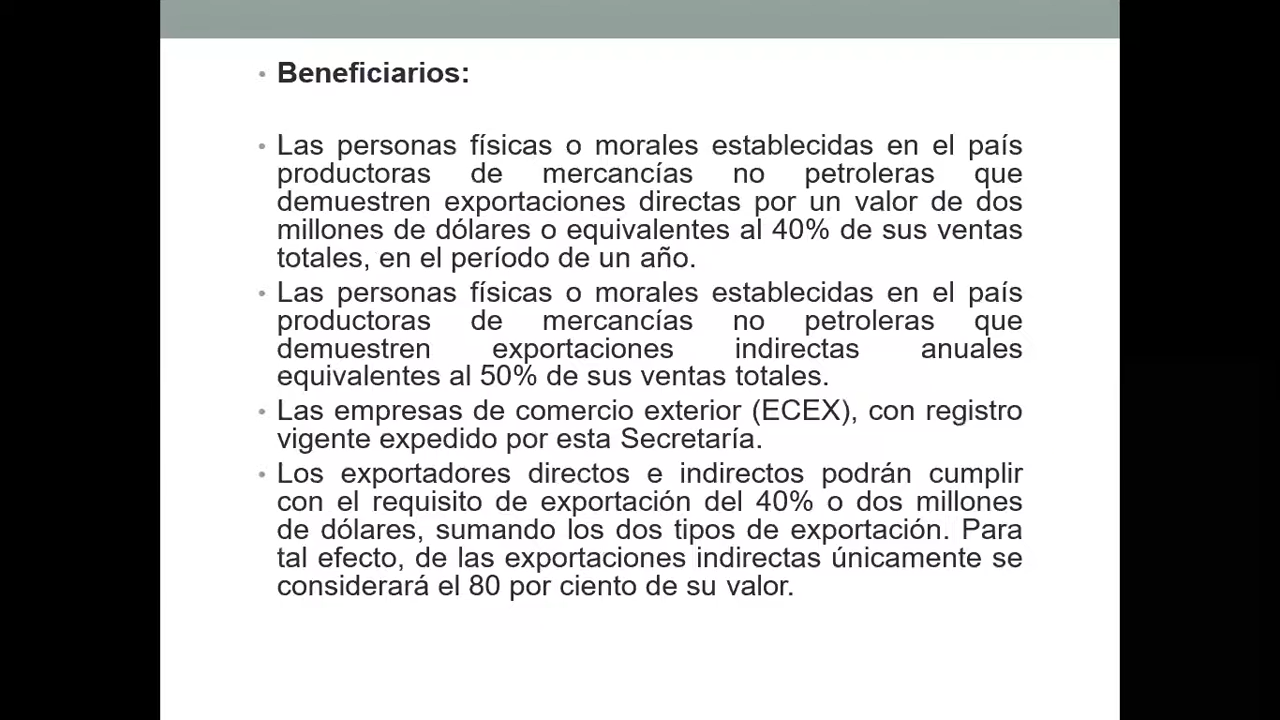 • Beneficiarios:
• Las personas físicas o morales establecidas en el país
productoras de mercancías no petroleras que
demuestren exportaciones directas por un valor de dos
millones de dólares o equivalentes al 40% de sus ventas
totales, en el período de un año.
• Las personas físicas o morales establecidas en el país
productoras de mercancías no petroleras que
demuestren exportaciones indirectas anuales
equivalentes al 50% de sus ventas totales.
• Las empresas de comercio exterior (ECEX), con registro
vigente expedido por esta Secretaría.
• Los exportadores directos e indirectos podrán cumplir
con el requisito de exportación del 40% o dos millones
de dólares, sumando los dos tipos de exportación. Para
tal efecto, de las exportaciones indirectas únicamente se
considerará el 80 por ciento de su valor.